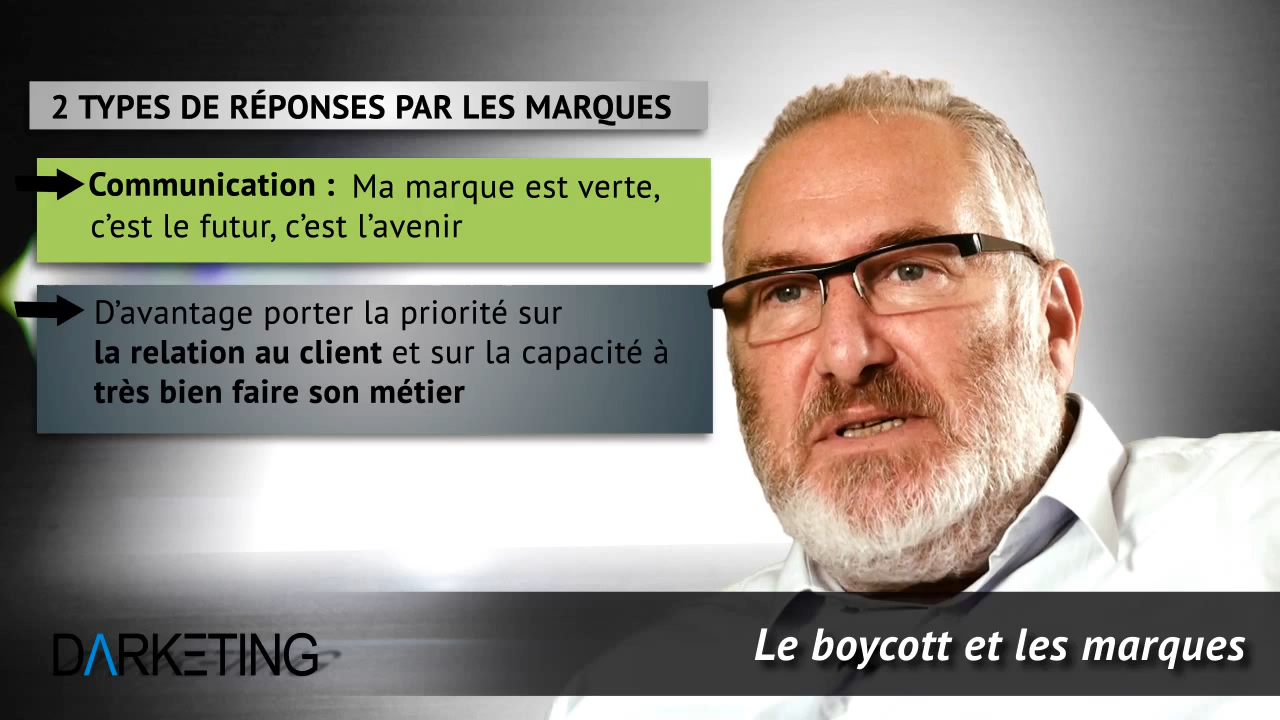 2 TYPES DE RÉPONSES PAR LES MARQUES
Communication : Ma marque est verte,
c’est le futur, c’est l’avenir
D’avantage porter la priorité sur
la relation au client et sur la capacité à
très bien faire son métier
DARKETING
Le boycott et les marques